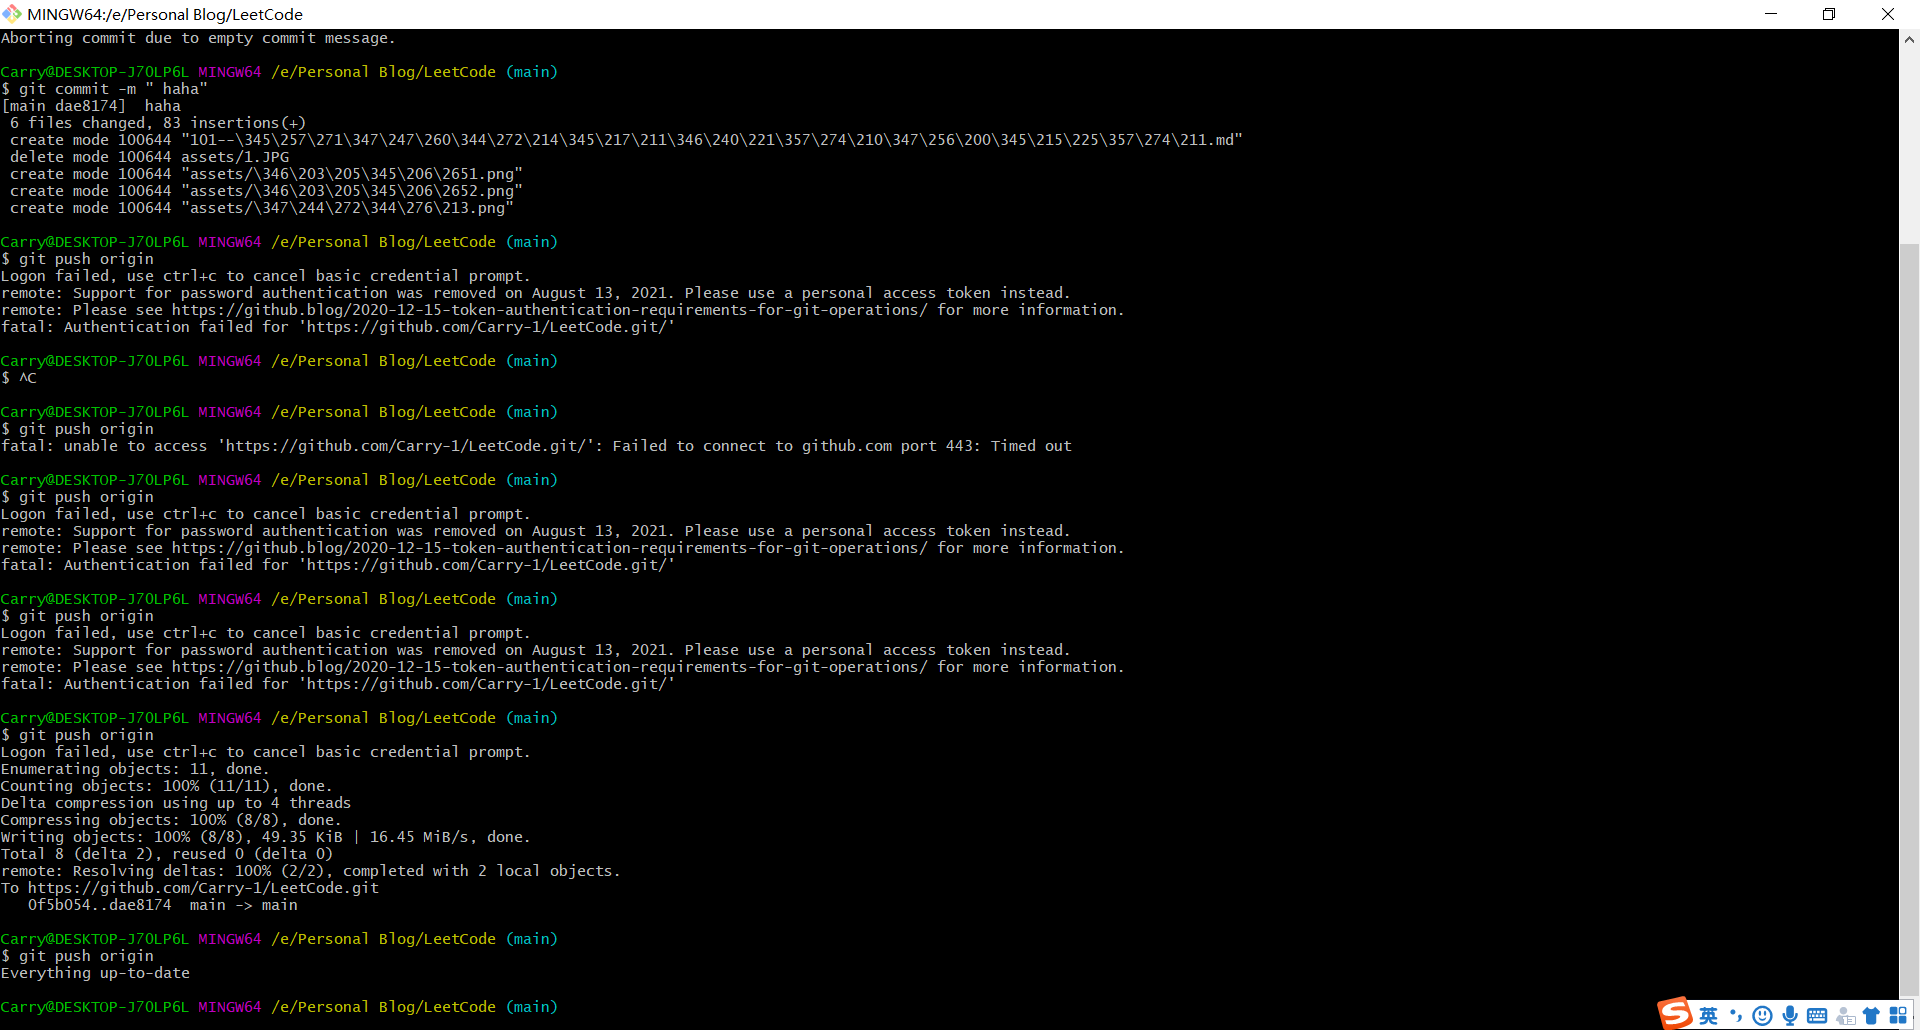 MINGW64:/e/Personal Blog/LeetCode
Aborting commit due to empty commit message.
Carry@DESKTOP-J7OLP6L MINGW64 /e/Personal Blog/LeetCode (main)
$ git commit -m " haha"
[main dae8174]  haha
 6 files changed, 83 insertions(+)
 create mode 100644 "101--\345\257\271\347\247\260\344\272\214\345\217\211\346\240\221\357\274\210\347\256\200\345\215\225\357\274\211.md"
 delete mode 100644 assets/1.JPG
 create mode 100644 "assets/\346\203\205\345\206\2651.png"
 create mode 100644 "assets/\346\203\205\345\206\2652.png"
 create mode 100644 "assets/\347\244\272\344\276\213.png"
Carry@DESKTOP-J7OLP6L MINGW64 /e/Personal Blog/LeetCode (main)
$ git push origin
Logon failed, use ctrl+c to cancel basic credential prompt.
remote: Support for password authentication was removed on August 13, 2021. Please use a personal access token instead.
remote: Please see https://github.blog/2020-12-15-token-authentication-requirements-for-git-operations/ for more information.
fatal: Authentication failed for 'https://github.com/Carry-1/LeetCode.git/'
Carry@DESKTOP-J7OLP6L MINGW64 /e/Personal Blog/LeetCode (main)
$ ^C
Carry@DESKTOP-J7OLP6L MINGW64 /e/Personal Blog/LeetCode (main)
$ git push origin
fatal: unable to access 'https://github.com/Carry-1/LeetCode.git/': Failed to connect to github.com port 443: Timed out
Carry@DESKTOP-J7OLP6L MINGW64 /e/Personal Blog/LeetCode (main)
$ git push origin
Logon failed, use ctrl+c to cancel basic credential prompt.
remote: Support for password authentication was removed on August 13, 2021. Please use a personal access token instead.
remote: Please see https://github.blog/2020-12-15-token-authentication-requirements-for-git-operations/ for more information.
fatal: Authentication failed for 'https://github.com/Carry-1/LeetCode.git/'
Carry@DESKTOP-J7OLP6L MINGW64 /e/Personal Blog/LeetCode (main)
$ git push origin
Logon failed, use ctrl+c to cancel basic credential prompt.
remote: Support for password authentication was removed on August 13, 2021. Please use a personal access token instead.
remote: Please see https://github.blog/2020-12-15-token-authentication-requirements-for-git-operations/ for more information.
fatal: Authentication failed for 'https://github.com/Carry-1/LeetCode.git/'
Carry@DESKTOP-J7OLP6L MINGW64 /e/Personal Blog/LeetCode (main)
$ git push origin
Logon failed, use ctrl+c to cancel basic credential prompt.
Enumerating objects: 11, done.
Counting objects: 100% (11/11), done.
Delta compression using up to 4 threads
Compressing objects: 100% (8/8), done.
Writing objects: 100% (8/8), 49.35 KiB | 16.45 MiB/s, done.
Total 8 (delta 2), reused 0 (delta 0)
remote: Resolving deltas: 100% (2/2), completed with 2 local objects.
To https://github.com/Carry-1/LeetCode.git
   0f5b054..dae8174  main -> main
Carry@DESKTOP-J7OLP6L MINGW64 /e/Personal Blog/LeetCode (main)
$ git push origin
Everything up-to-date
Carry@DESKTOP-J7OLP6L MINGW64 /e/Personal Blog/LeetCode (main)
S 英